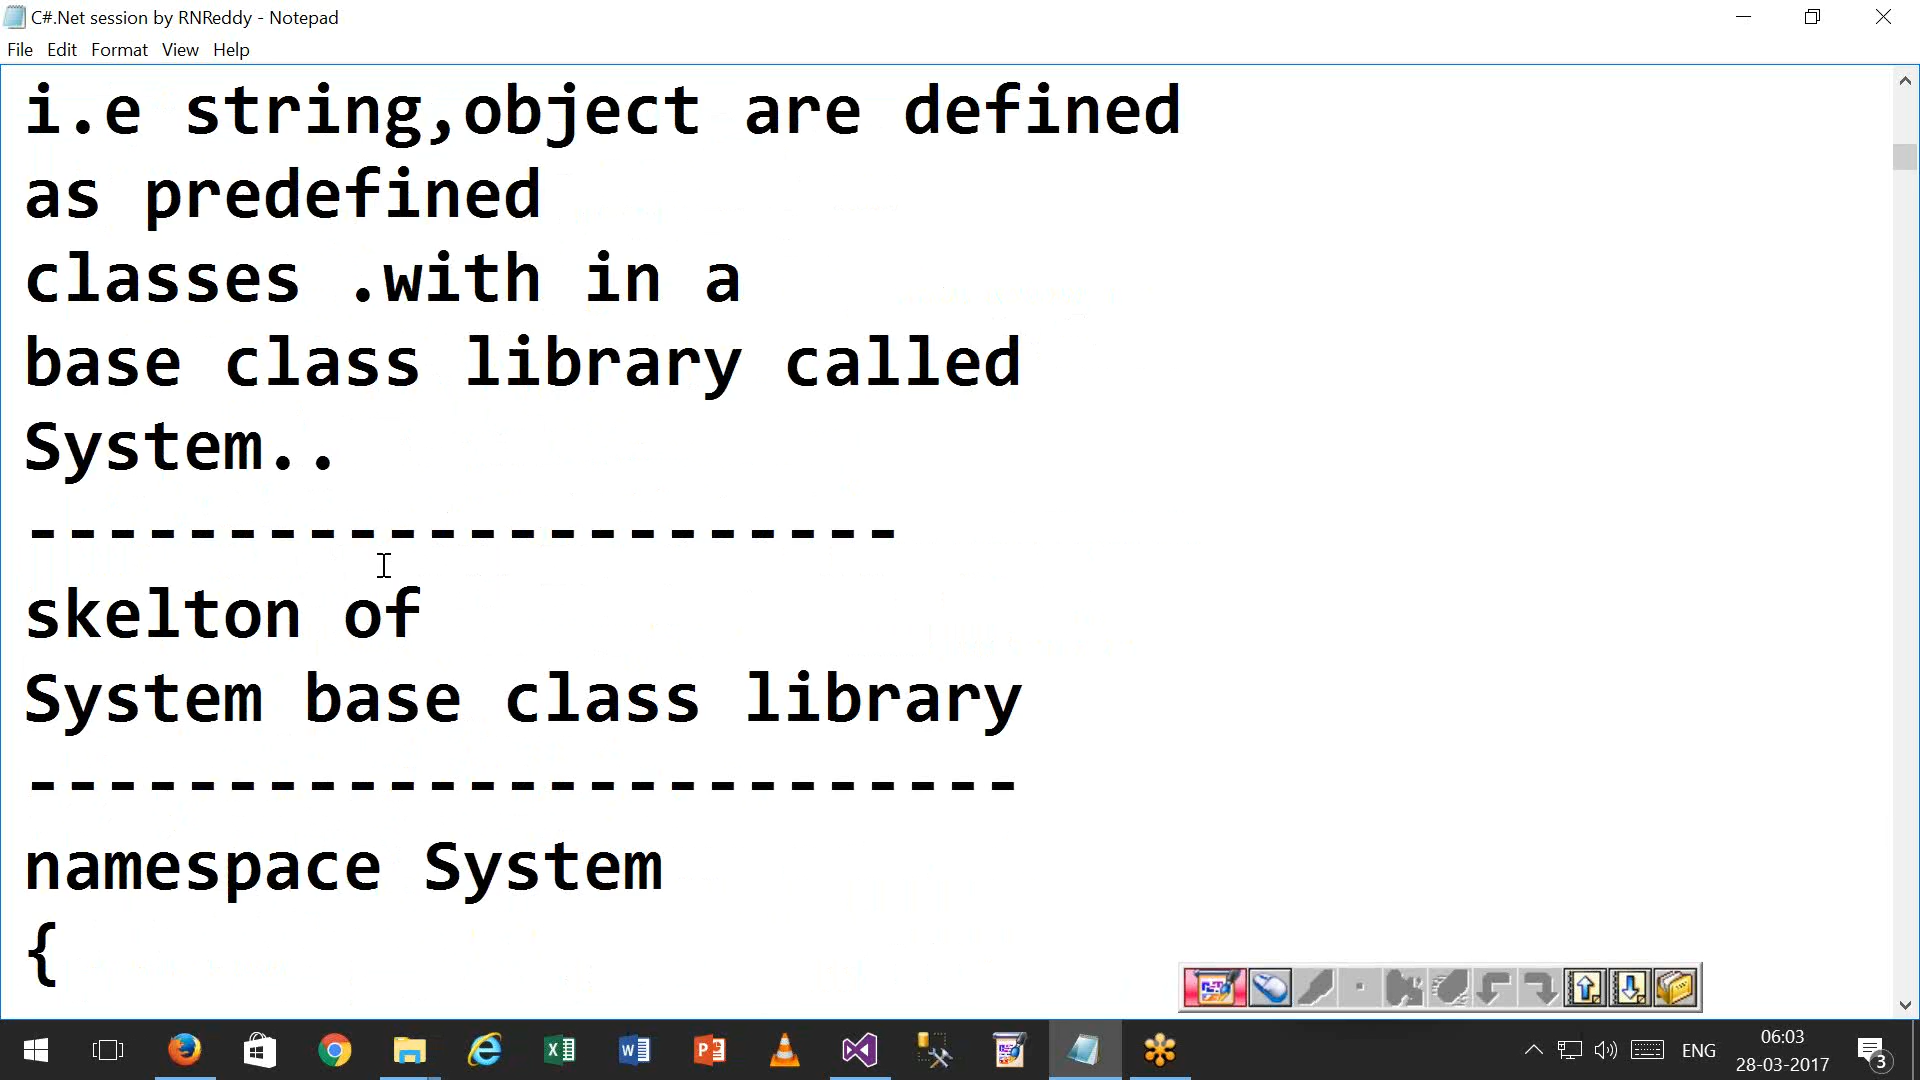 C#.Net session by RNReddy - Notepad
File Edit Format View Help
i.e string,object are defined
as predefined
classes .with in a
base class library called
System..
----------------------
skelton of
System base class library
-------------------------
namespace System
{
ENG
06:03
28-03-2017
3